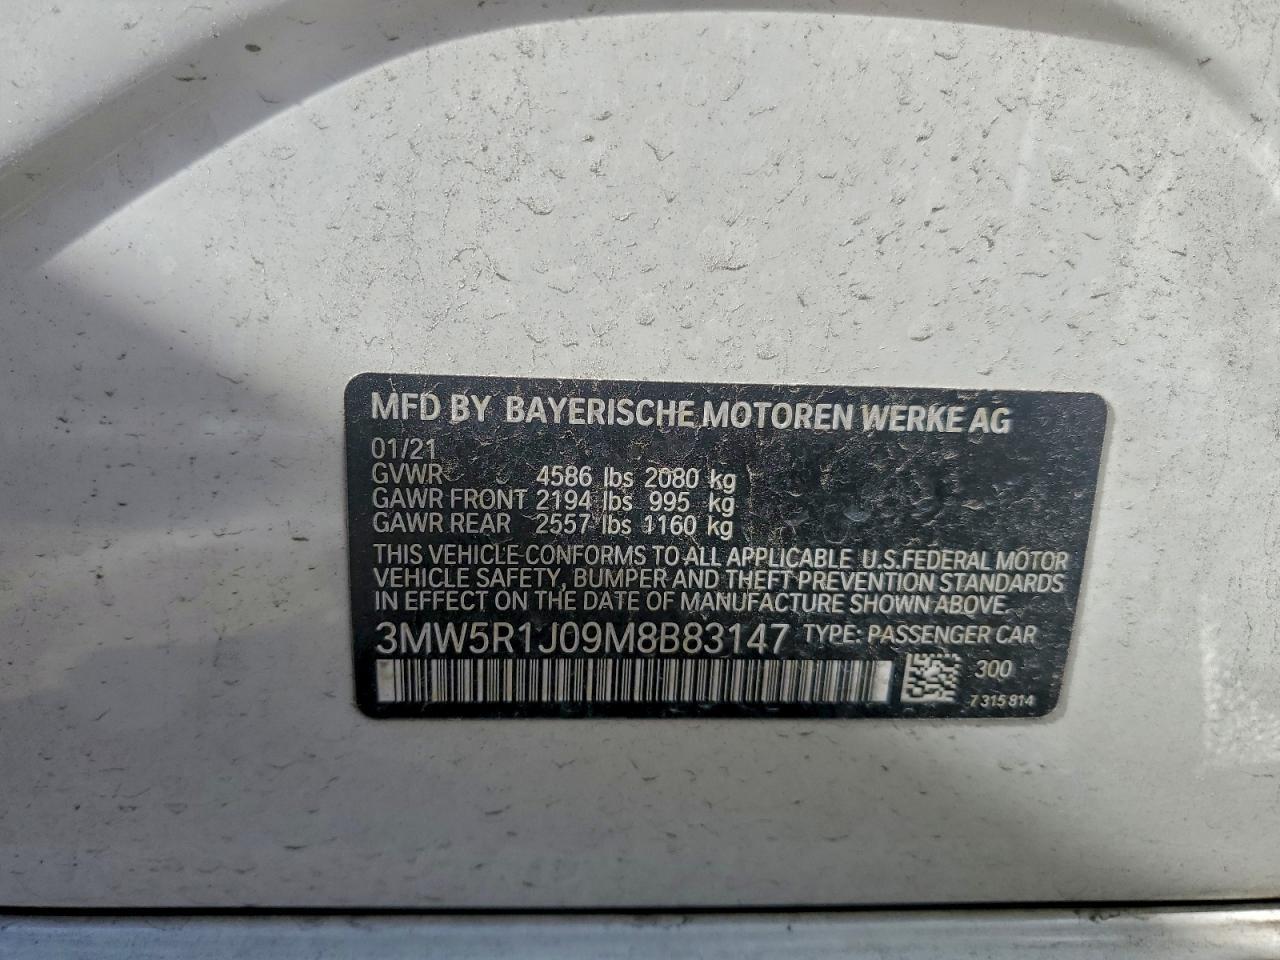 MFD BY BAYERISCHE MOTOREN WERKE AG
01/21
GVWR 4586 lbs 2080 kg
GAWR FRONT 2194 lbs 995 kg
GAWR REAR 2557 lbs 1160 kg
THIS VEHICLE CONFORMS TO ALL APPLICABLE U.S.FEDERAL MOTOR
VEHICLE SAFETY, BUMPER AND THEFT PREVENTION STANDARDS
IN EFFECT ON THE DATE OF MANUFACTURE SHOWN ABOVE.
3MW5R1J09M8B83147 TYPE: PASSENGER CAR
300
7 315 814